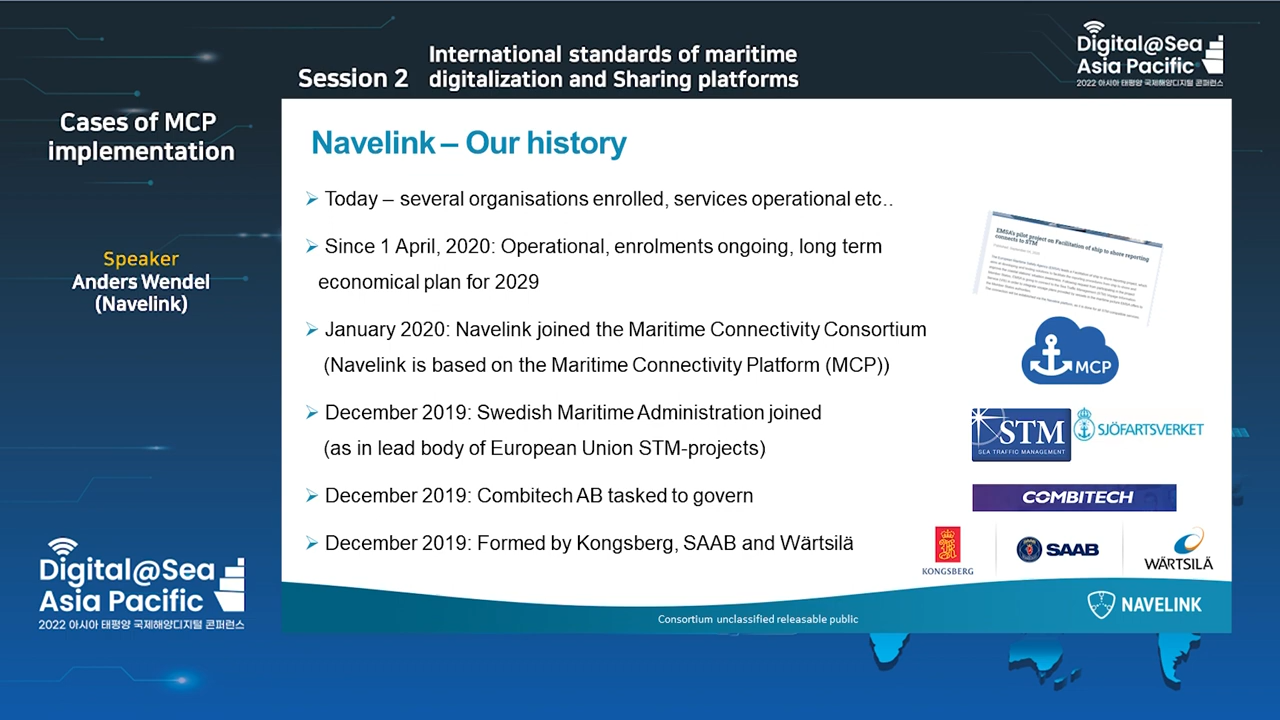 Session 2
International standards of maritime
digitalization and Sharing platforms
Digital@Sea
Asia Pacific
2022 아시아 태평양 국제해양디지털 콘퍼런스
Cases of MCP
implementation
Speaker
Anders Wendel
(Navelink)
Navelink – Our history
Today – several organisations enrolled, services operational etc..
Since 1 April, 2020: Operational, enrolments ongoing, long term
economical plan for 2029
January 2020: Navelink joined the Maritime Connectivity Consortium
(Navelink is based on the Maritime Connectivity Platform (MCP))
December 2019: Swedish Maritime Administration joined
(as in lead body of European Union STM-projects)
December 2019: Combitech AB tasked to govern
December 2019: Formed by Kongsberg, SAAB and Wärtsilä
EMSA's pilot project on Facilitation of ship to shore reporting
connects to STM
MCP
STM
SEA TRAFFIC MANAGEMENT
SJÖFARTSVERKET
COMBITECH
KONGSBERG
SAAB
WÄRTSILÄ
NAVELINK
Consortium unclassified releasable public
Digital@Sea
Asia Pacific
2022 아시아 태평양 국제해양디지털 콘퍼런스